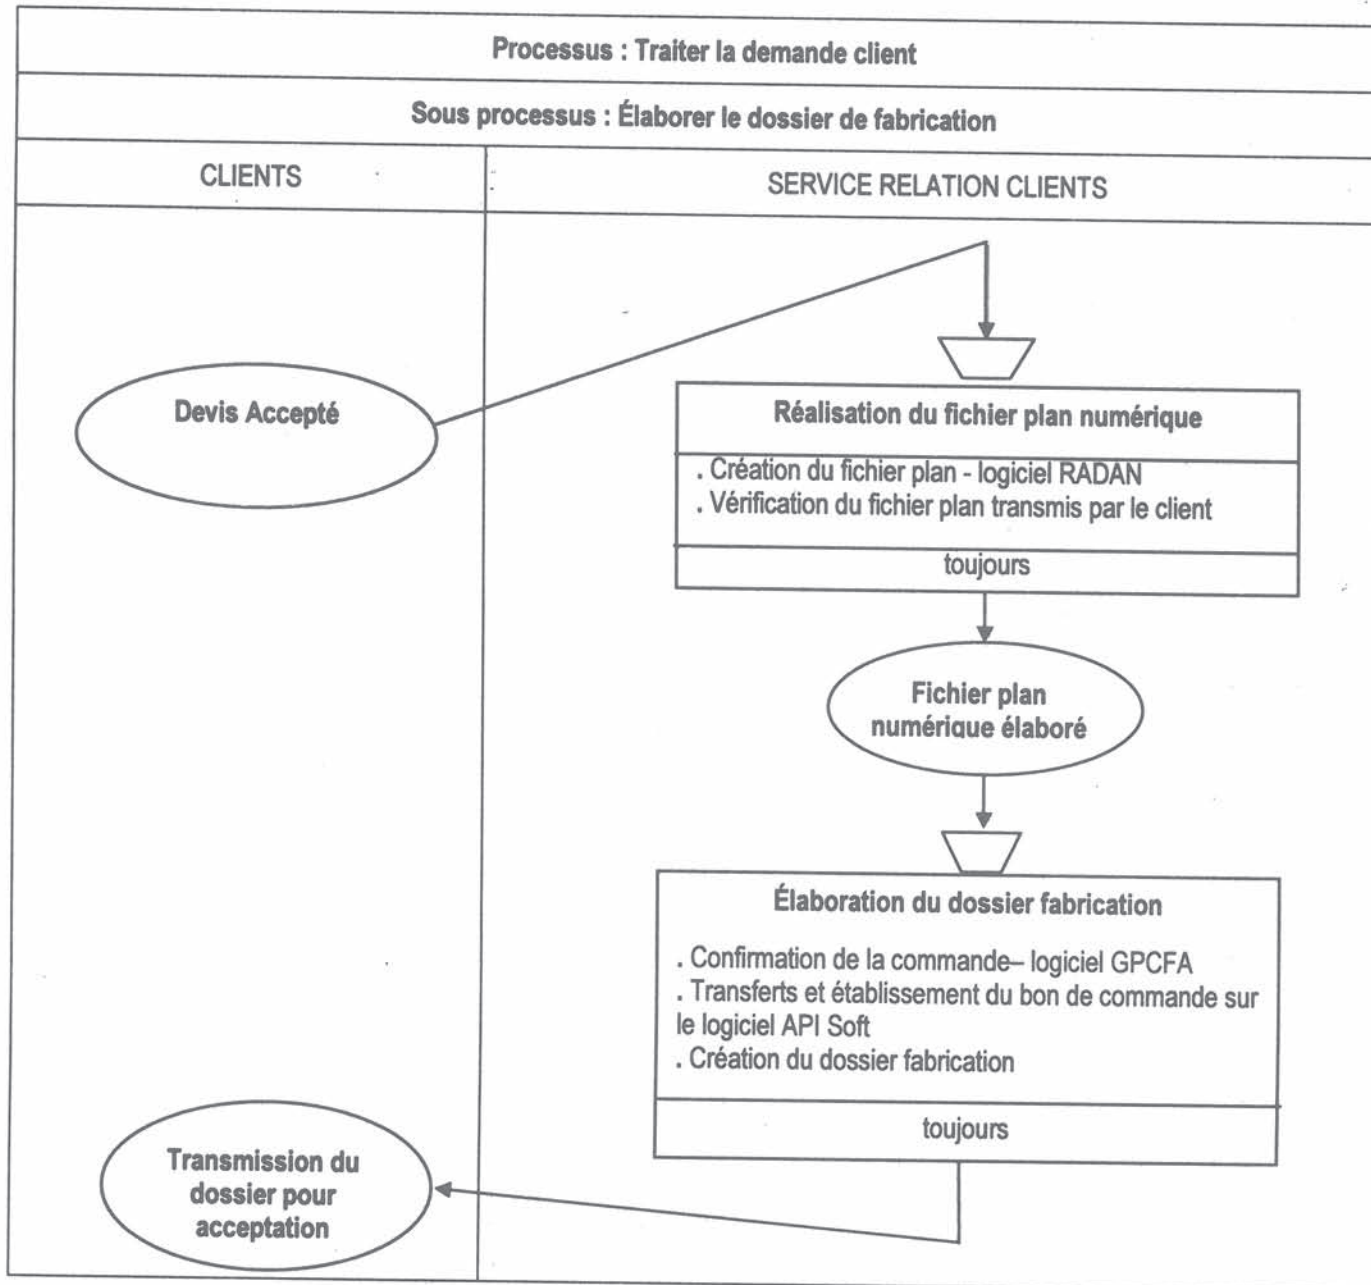 Processus : Traiter la demande client
Sous processus : Élaborer le dossier de fabrication
CLIENTS
SERVICE RELATION CLIENTS
Devis Accepté
Réalisation du fichier plan numérique
. Création du fichier plan - logiciel RADAN
. Vérification du fichier plan transmis par le client
toujours
Fichier plan
numérique élaboré
Élaboration du dossier fabrication
. Confirmation de la commande– logiciel GPCFA
. Transferts et établissement du bon de commande sur
le logiciel API Soft
. Création du dossier fabrication
toujours
Transmission du
dossier pour
acceptation